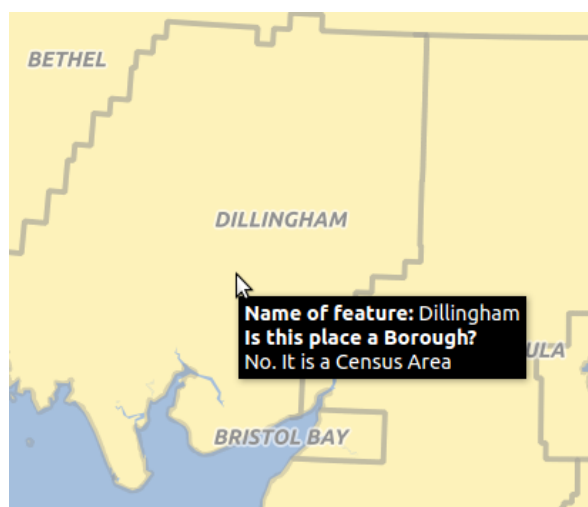 BETHEL
DILLINGHAM
Name of feature: Dillingham
Is this place a Borough?
No. It is a Census Area
ULA
BRISTOL BAY